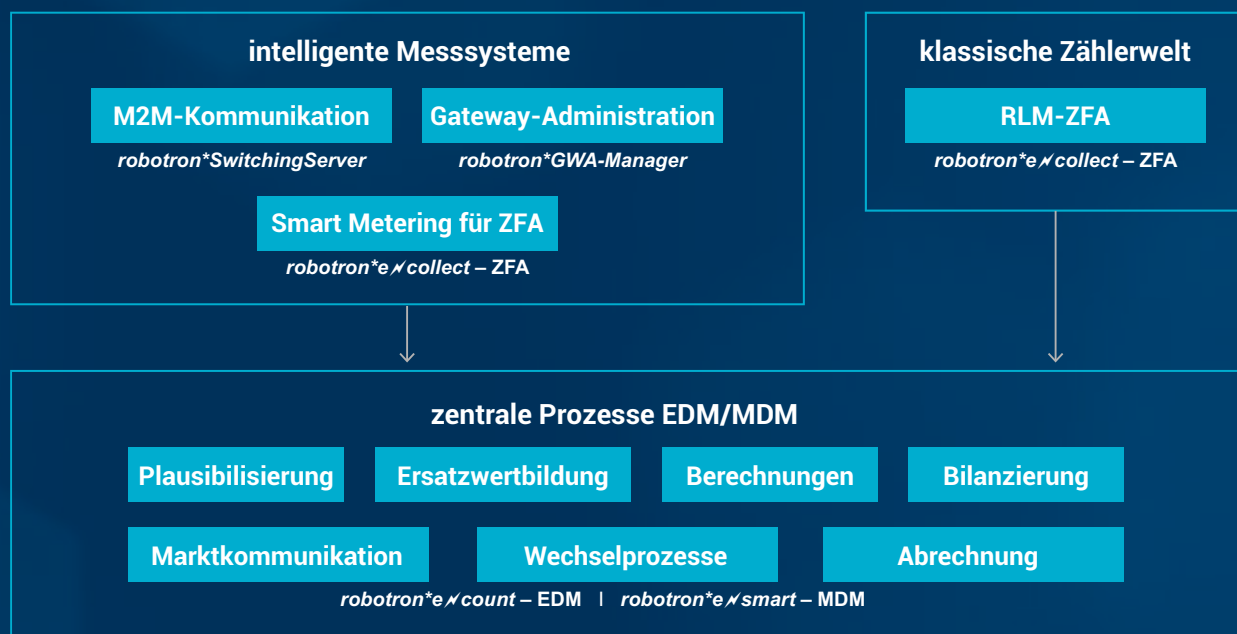 intelligente Messsysteme
M2M-Kommunikation
robotron*SwitchingServer
Gateway-Administration
robotron*GWA-Manager
Smart Metering für ZFA
robotron*e✶collect – ZFA
klassische Zählerwelt
RLM-ZFA
robotron*e✶collect – ZFA
zentrale Prozesse EDM/MDM
Plausibilisierung
Ersatzwertbildung
Berechnungen
Bilanzierung
Marktkommunikation
Wechselprozesse
Abrechnung
robotron*e✶count – EDM | robotron*e✶smart – MDM